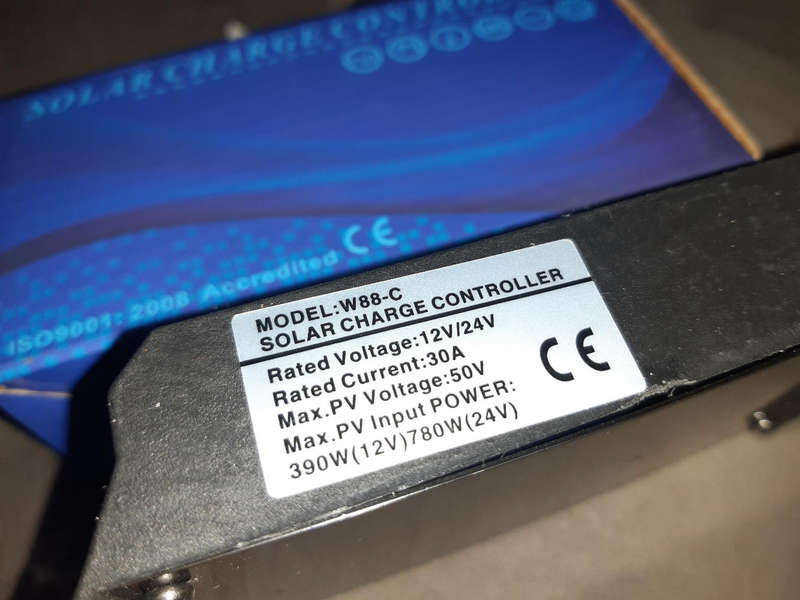 SOLAR CHARGE CONTROL
ISO9001: 2008 Accredited CE
MODEL:W88-C
SOLAR CHARGE CONTROLLER
Rated Voltage:12V/24V
Rated Current:30A
Max.PV Voltage:50V
Max.PV Input POWER:
390W(12V)780W(24V)
CE